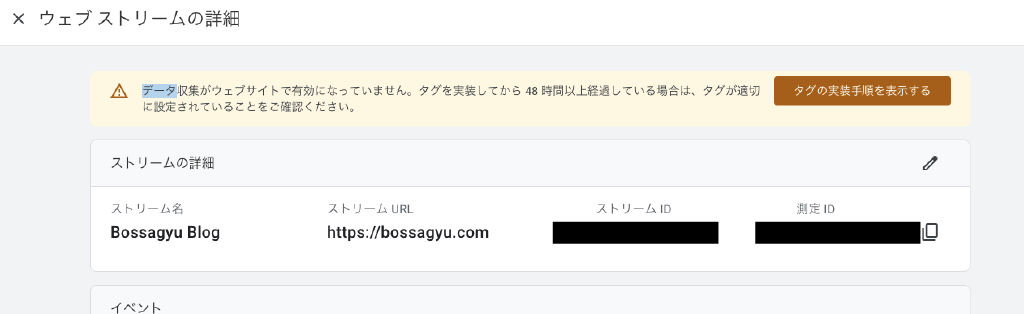 ウェブ ストリームの詳細
データ収集がウェブサイトで有効になっていません。タグを実装してから 48 時間以上経過している場合は、タグが適切
に設定されていることをご確認ください。
タグの実装手順を表示する
ストリームの詳細
ストリーム名
ストリーム URL
ストリーム ID
測定 ID
Bossagyu Blog
https://bossagyu.com
イベント